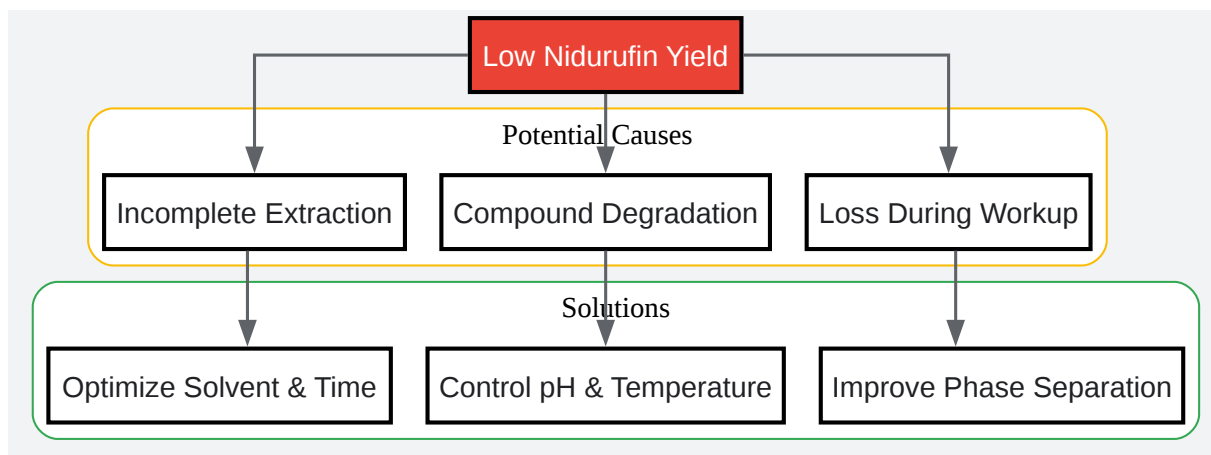 Low Nidurufin Yield
Potential Causes
Incomplete Extraction
Compound Degradation
Loss During Workup
Solutions
Optimize Solvent & Time
Control pH & Temperature
Improve Phase Separation